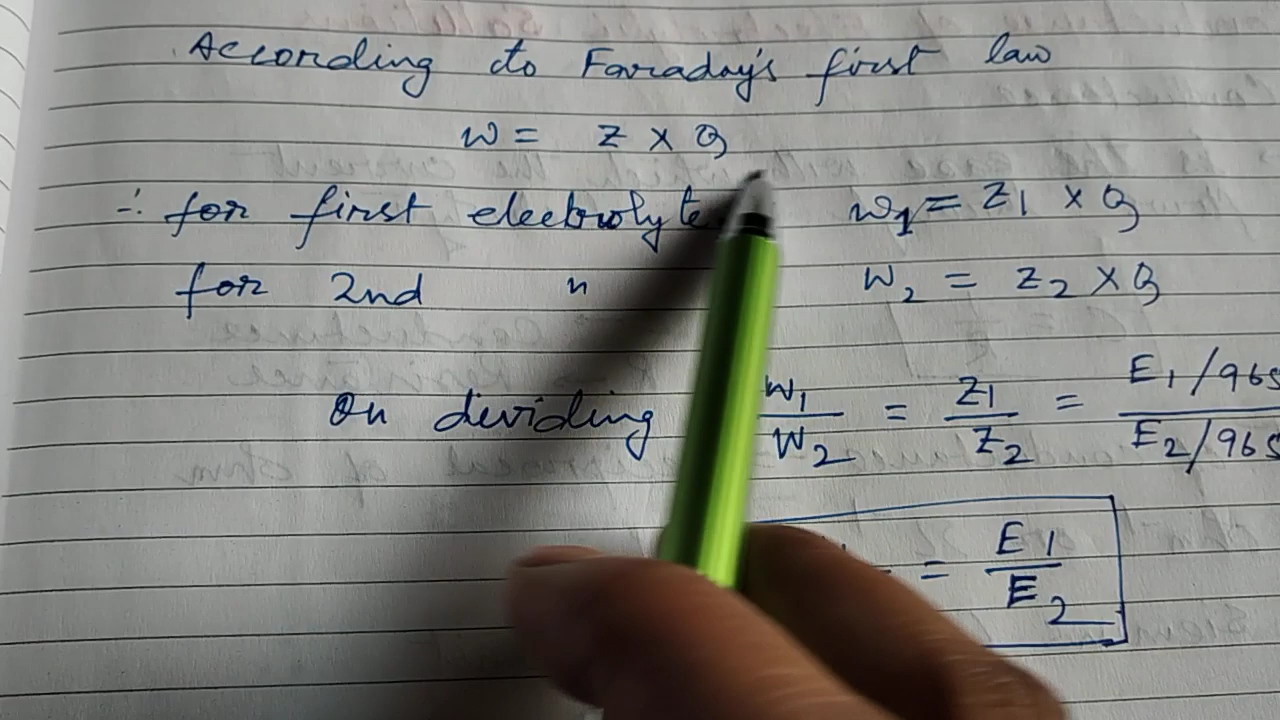 According to Faraday's first law
W = Z × Q
∴ for first electrolyte W1 = Z1 × Q
for 2nd " W2 = Z2 × Q
On deviding W1/W2 = Z1/Z2 = E1/965 / E2/965
= E1/E2